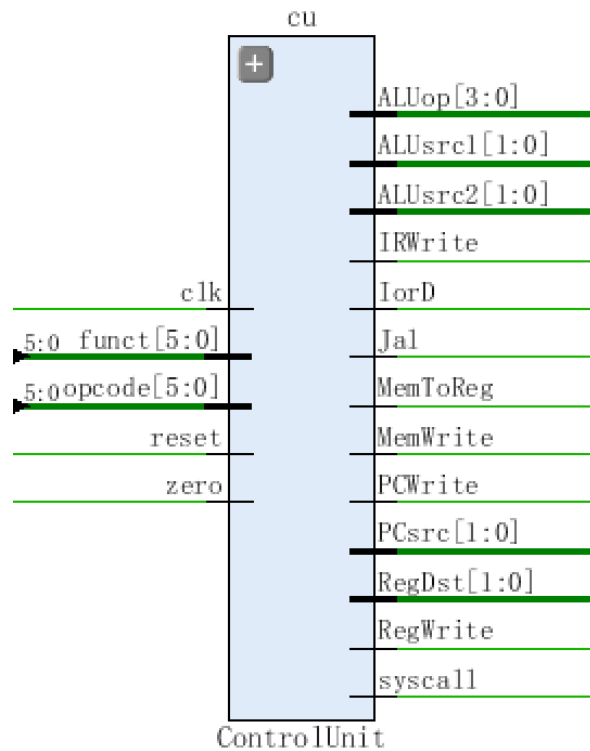 cu
+
ALUop[3:0]
ALUsrc1[1:0]
ALUsrc2[1:0]
IRWrite
clk IorD
5:0 funct[5:0] Jal
5:0 opcode[5:0] MemToReg
reset MemWrite
zero PCWrite
PCsrc[1:0]
RegDst[1:0]
RegWrite
syscall
ControlUnit